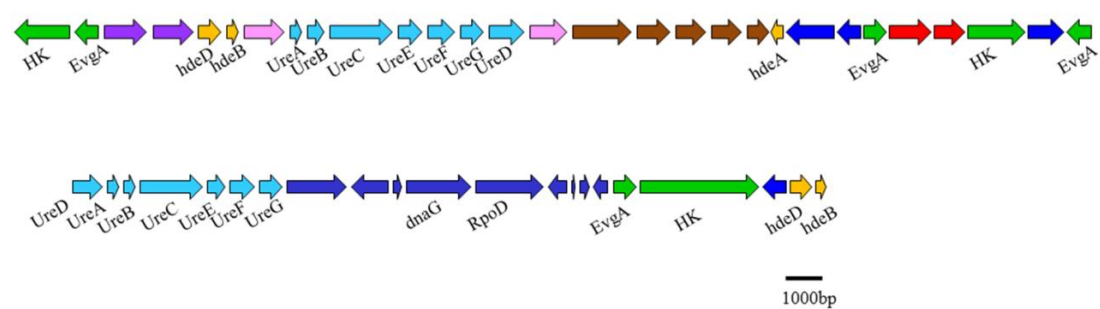 HK EvgA hdeD hdeB UreA UreB UreC UreE UreF UreG UreD hdeA EvgA HK EvgA
UreD UreA UreB UreC UreE UreF UreG dnaG RpoD EvgA HK hdeD hdeB
1000bp